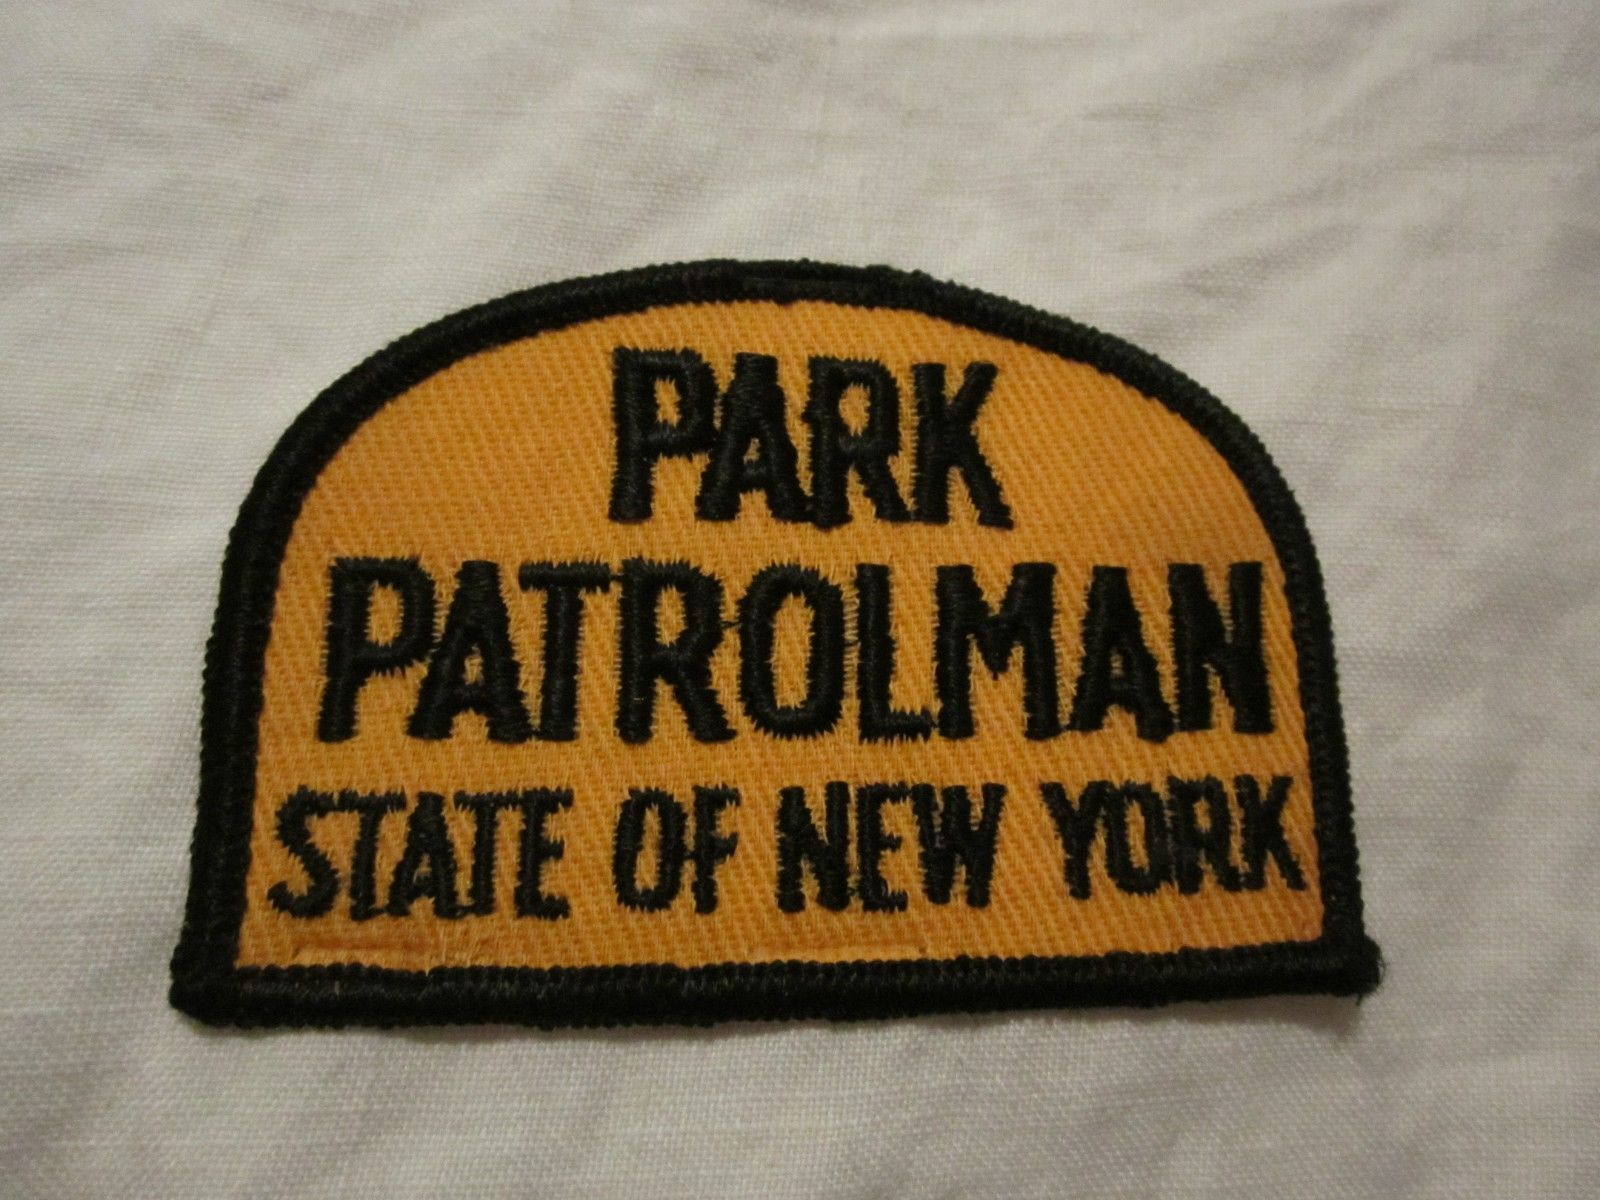 PARK
PATROLMAN
STATE OF NEW YORK